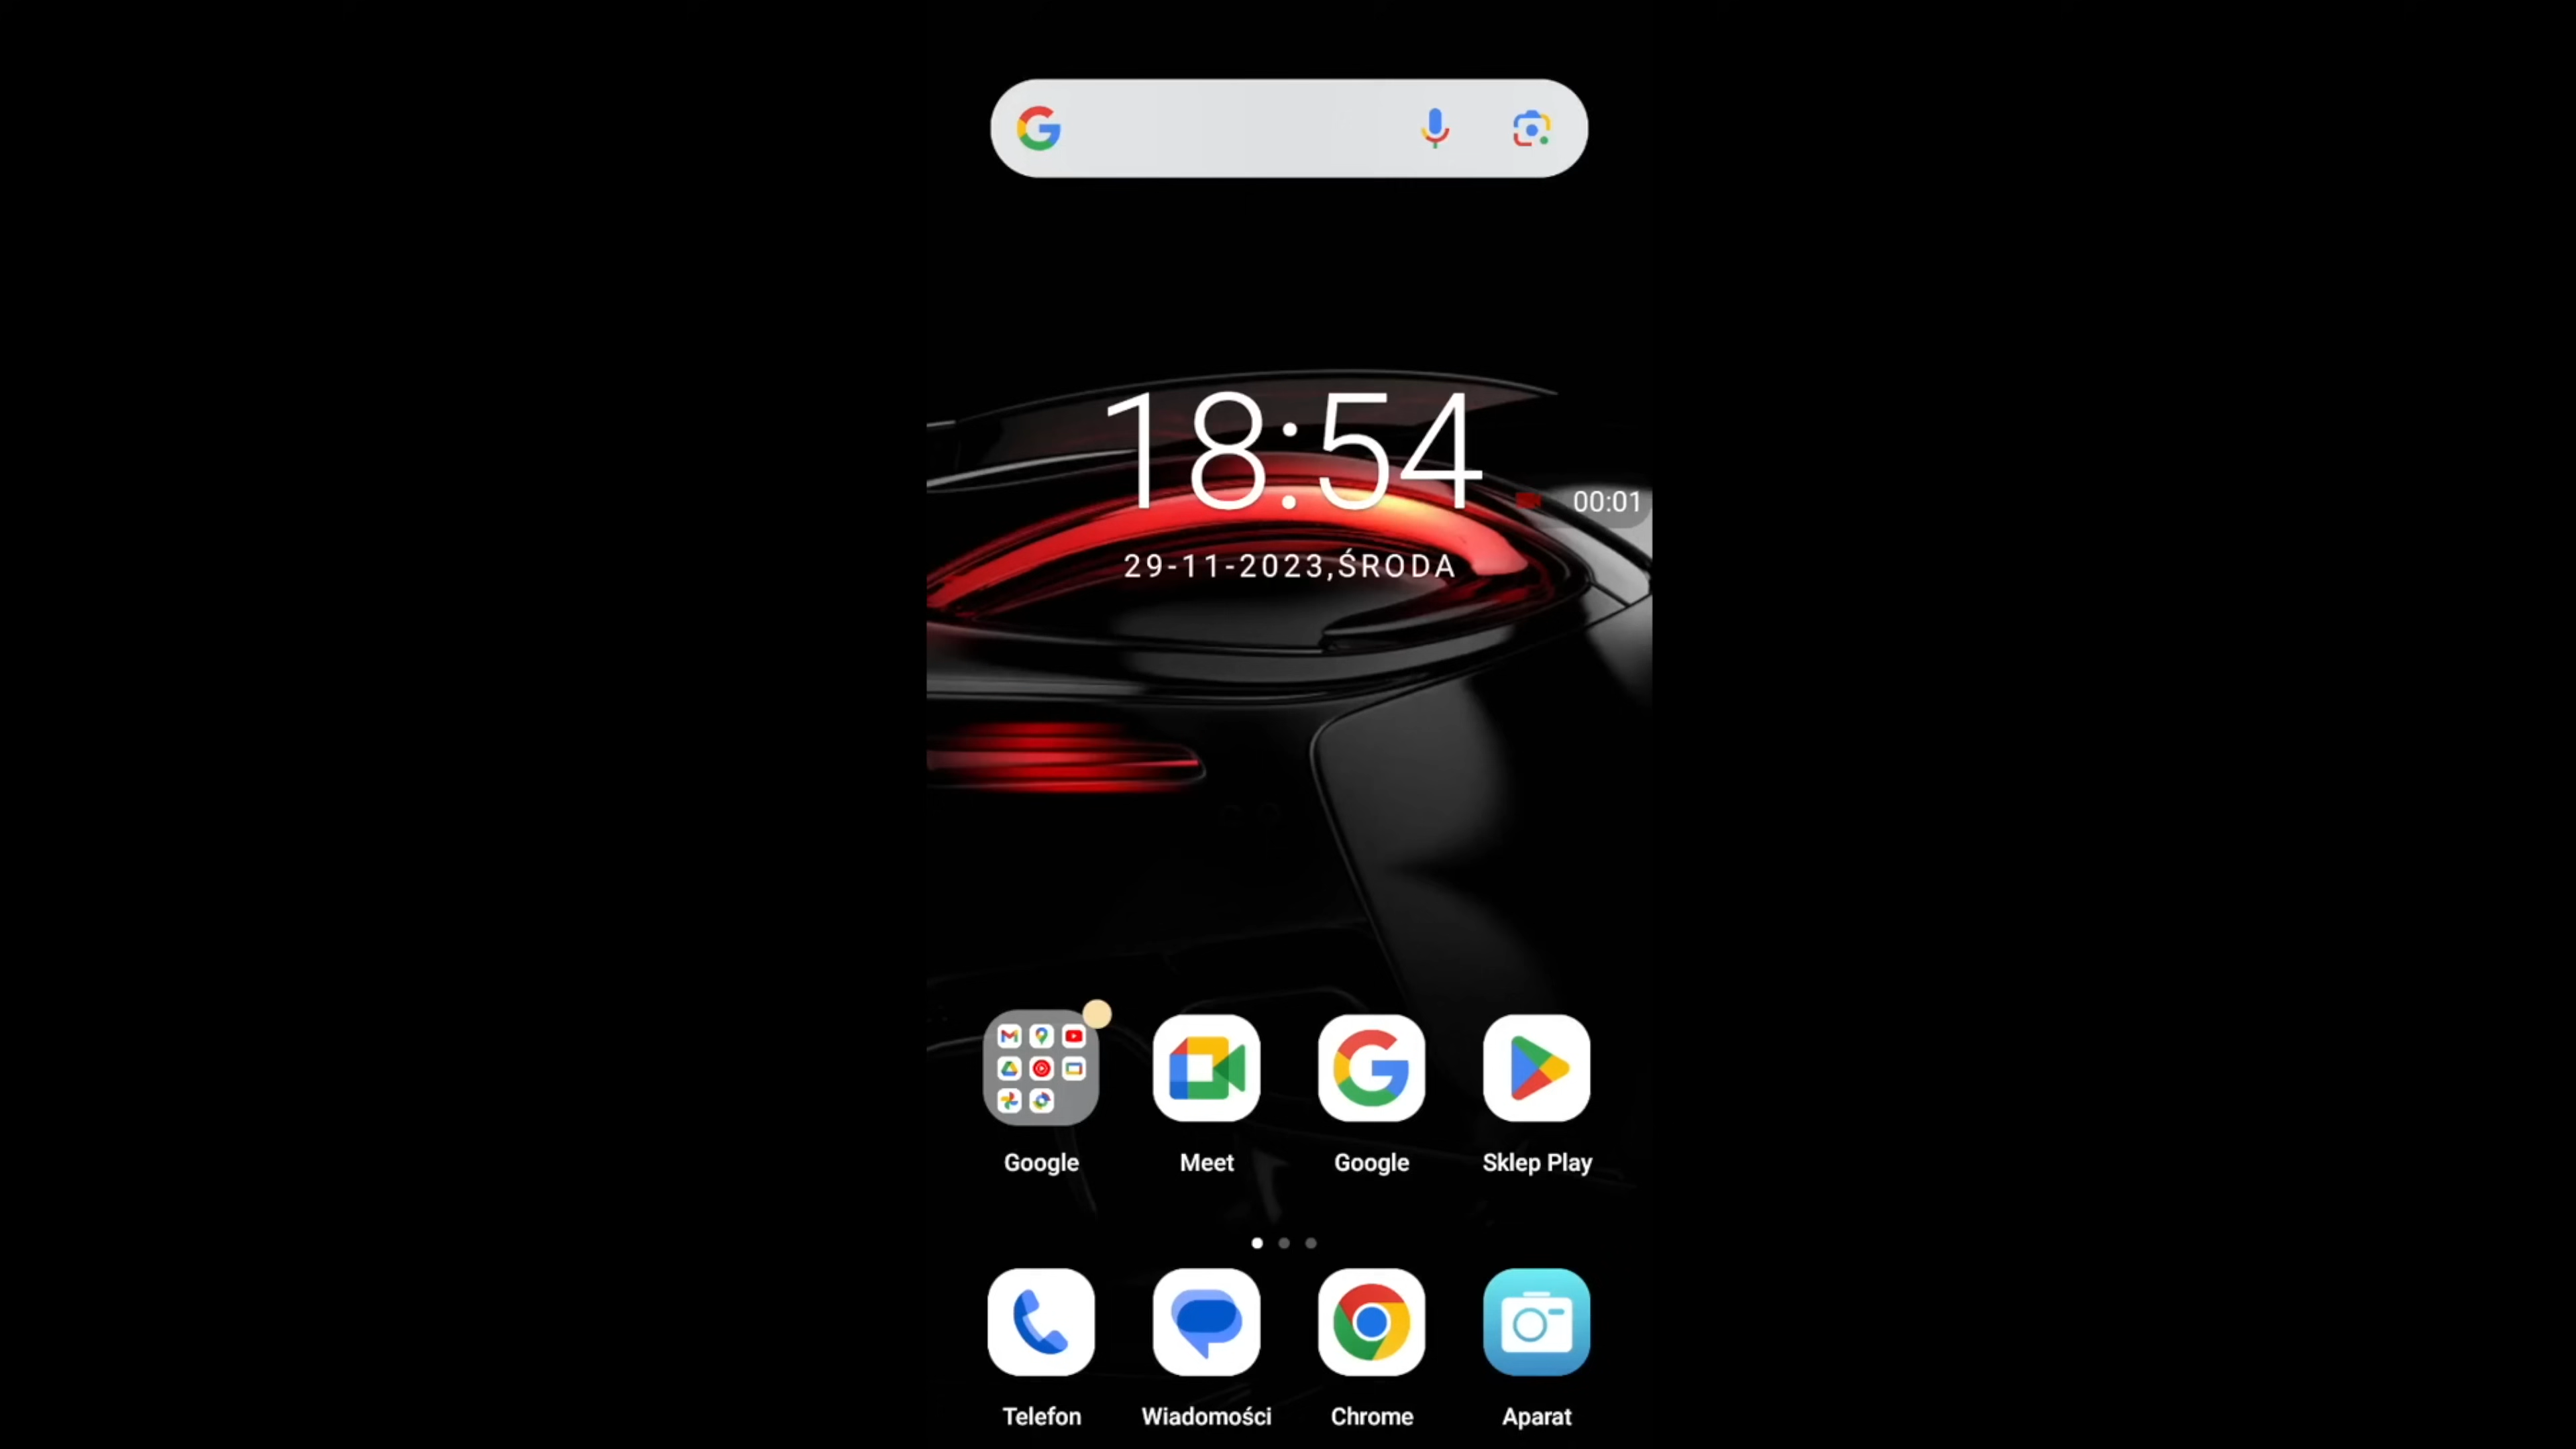 18:54
00:01
29-11-2023,ŚRODA
Google
Meet
Google
Sklep Play
Telefon
Wiadomości
Chrome
Aparat